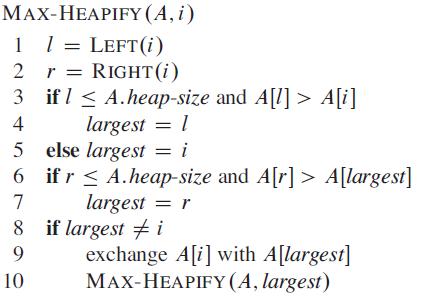 MAX-HEAPIFY(A, i)
1 l = LEFT(i)
2 r = RIGHT(i)
3 if l ≤ A.heap-size and A[l] > A[i]
4 largest = l
5 else largest = i
6 if r ≤ A.heap-size and A[r] > A[largest]
7 largest = r
8 if largest ≠ i
9 exchange A[i] with A[largest]
10 MAX-HEAPIFY(A, largest)